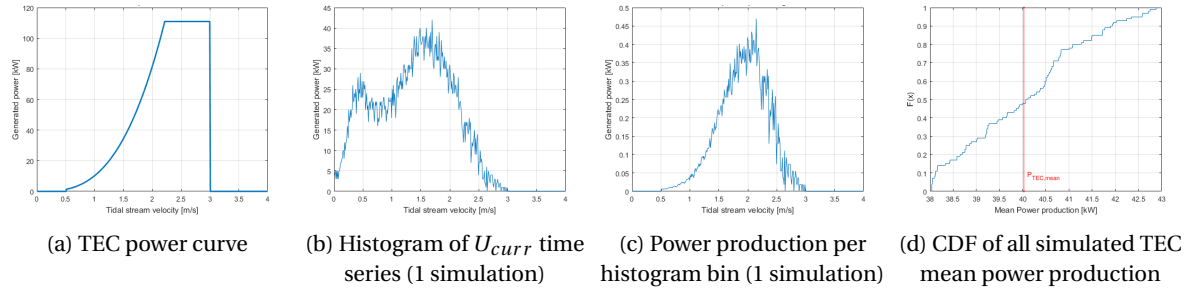 Generated power [kW]
120
100
80
60
40
20
0
0 0.5 1 1.5 2 2.5 3 3.5 4
Tidal stream velocity [m/s]
(a) TEC power curve
Generated power [kW]
45
40
35
30
25
20
15
10
5
0
0 0.5 1 1.5 2 2.5 3 3.5 4
Tidal stream velocity [m/s]
(b) Histogram of U_curr time
series (1 simulation)
Generated power [kW]
0.5
0.45
0.4
0.35
0.3
0.25
0.2
0.15
0.1
0.05
0
0 0.5 1 1.5 2 2.5 3 3.5 4
Tidal stream velocity [m/s]
(c) Power production per
histogram bin (1 simulation)
F(x)
1
0.9
0.8
0.7
0.6
0.5
0.4
0.3
0.2
0.1
0
P_TEC,mean
38 38.5 39 39.5 40 40.5 41 41.5 42 42.5 43
Mean Power production [kW]
(d) CDF of all simulated TEC
mean power production